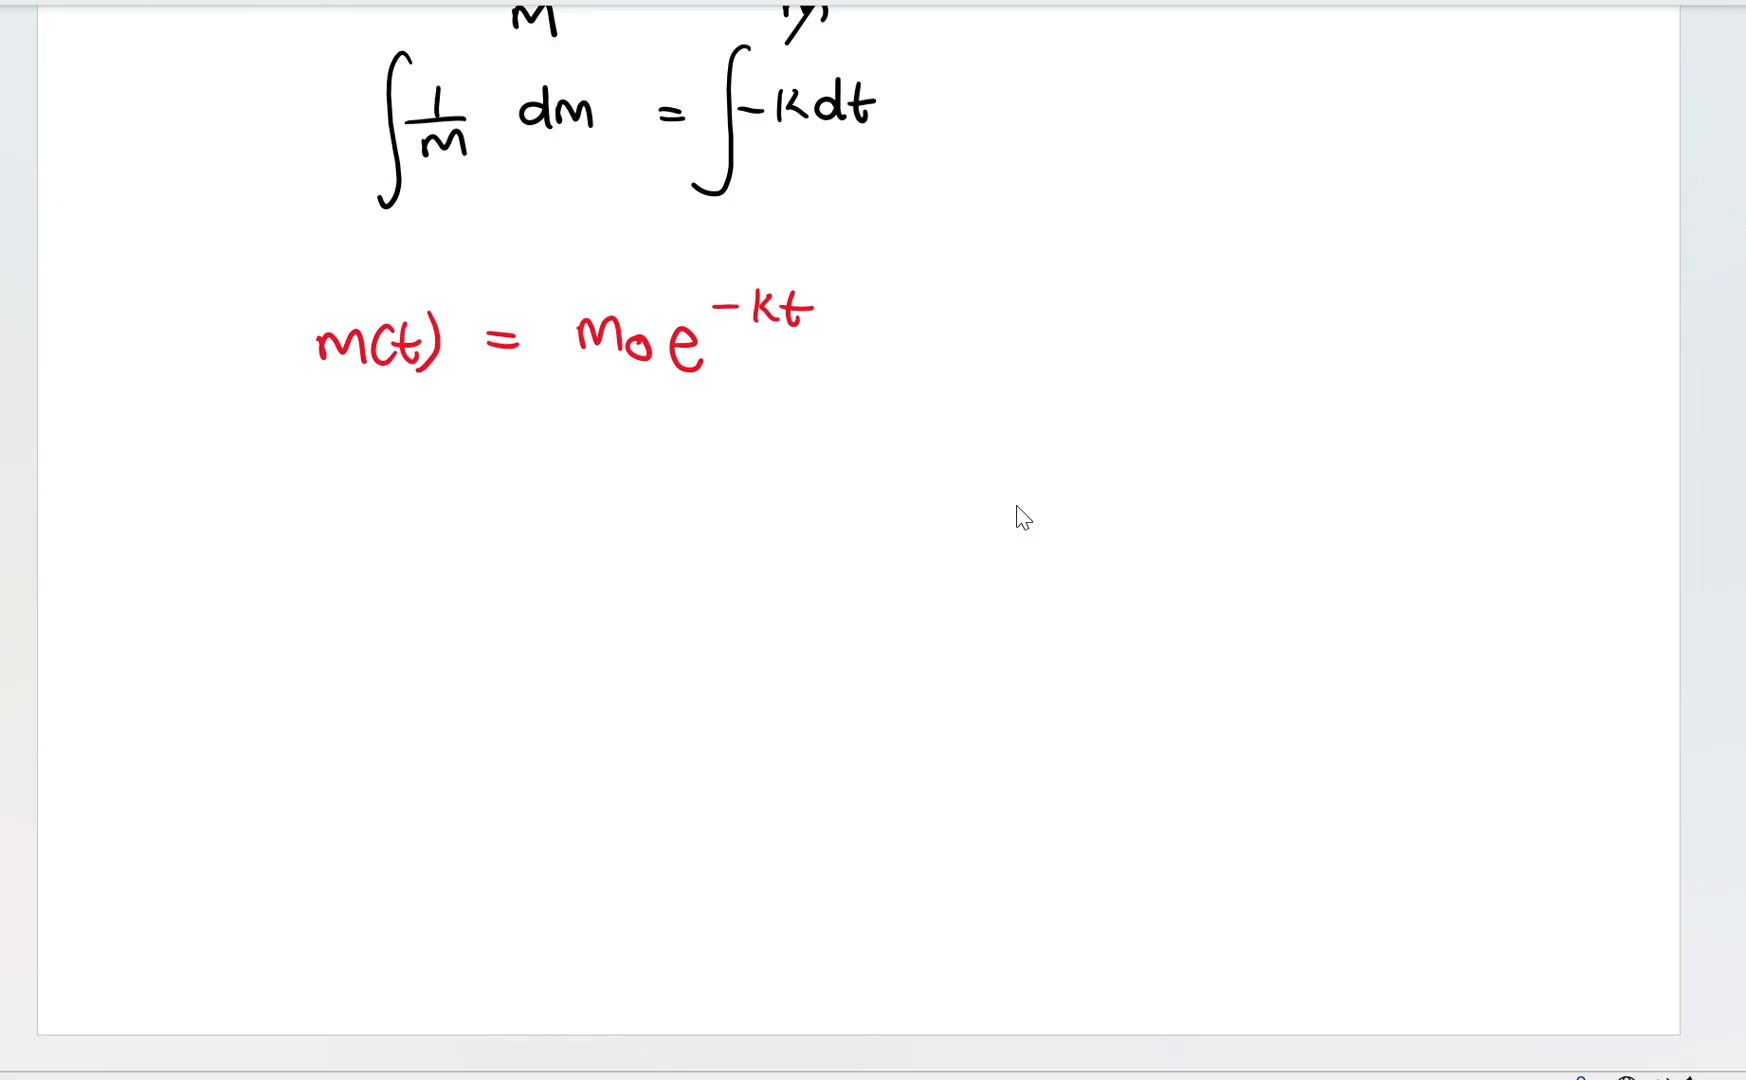 ∫ 1/m dm = ∫ -k dt
m(t) = m₀ e^(-kt)